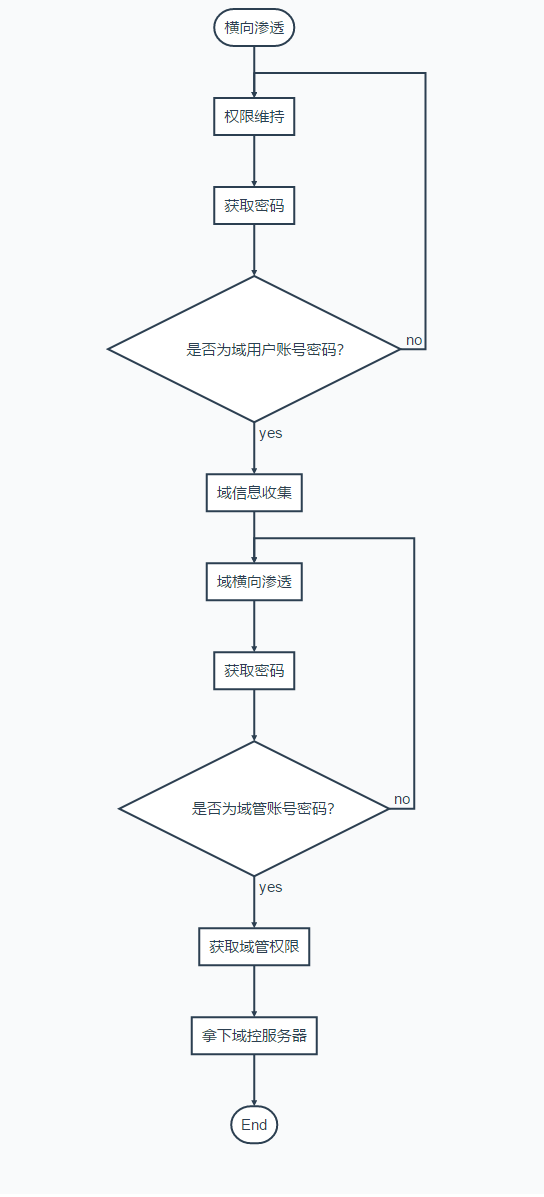 横向渗透
权限维持
获取密码
是否为域用户账号密码?
no
yes
域信息收集
域横向渗透
获取密码
是否为域管账号密码?
no
yes
获取域管权限
拿下域控服务器
End